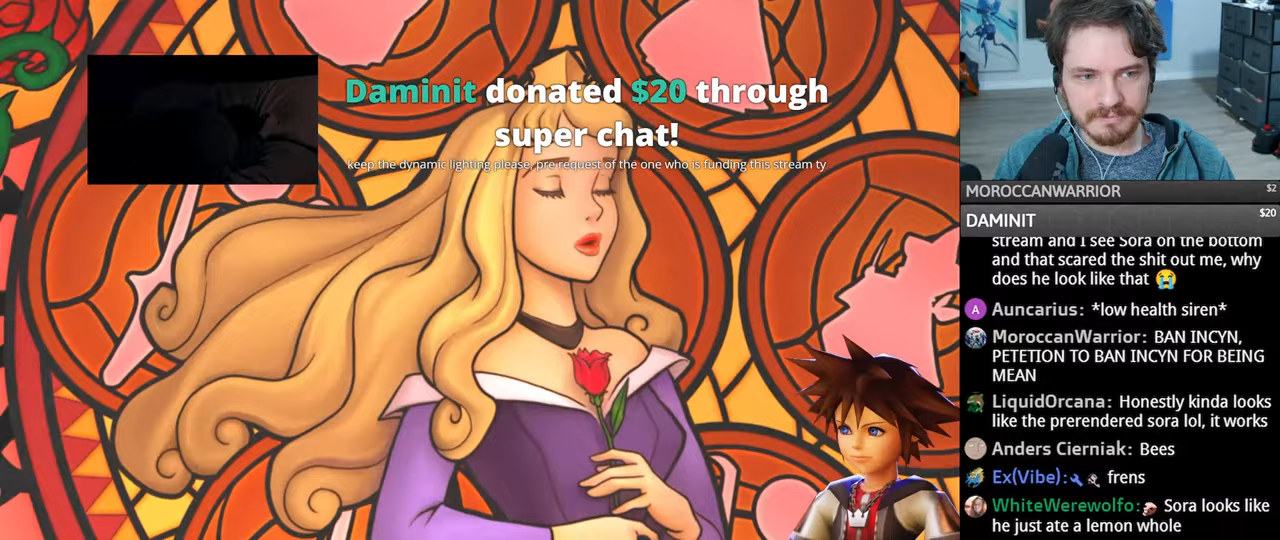 Daminit donated $20 through
super chat!
keep the dynamic lighting please, pre request of the one who is funding this stream ty
MOROCCANWARRIOR $2
DAMINIT $20
stream and I see Sora on the bottom
and that scared the shit out me, why
does he look like that 😭
A Auncarius: *low health siren*
MoroccanWarrior: BAN INCYN,
PETETION TO BAN INCYN FOR BEING
MEAN
LiquidOrcana: Honestly kinda looks
like the prerendered sora lol, it works
Anders Cierniak: Bees
Ex(Vibe): frens
WhiteWerewolfo: Sora looks like
he just ate a lemon whole